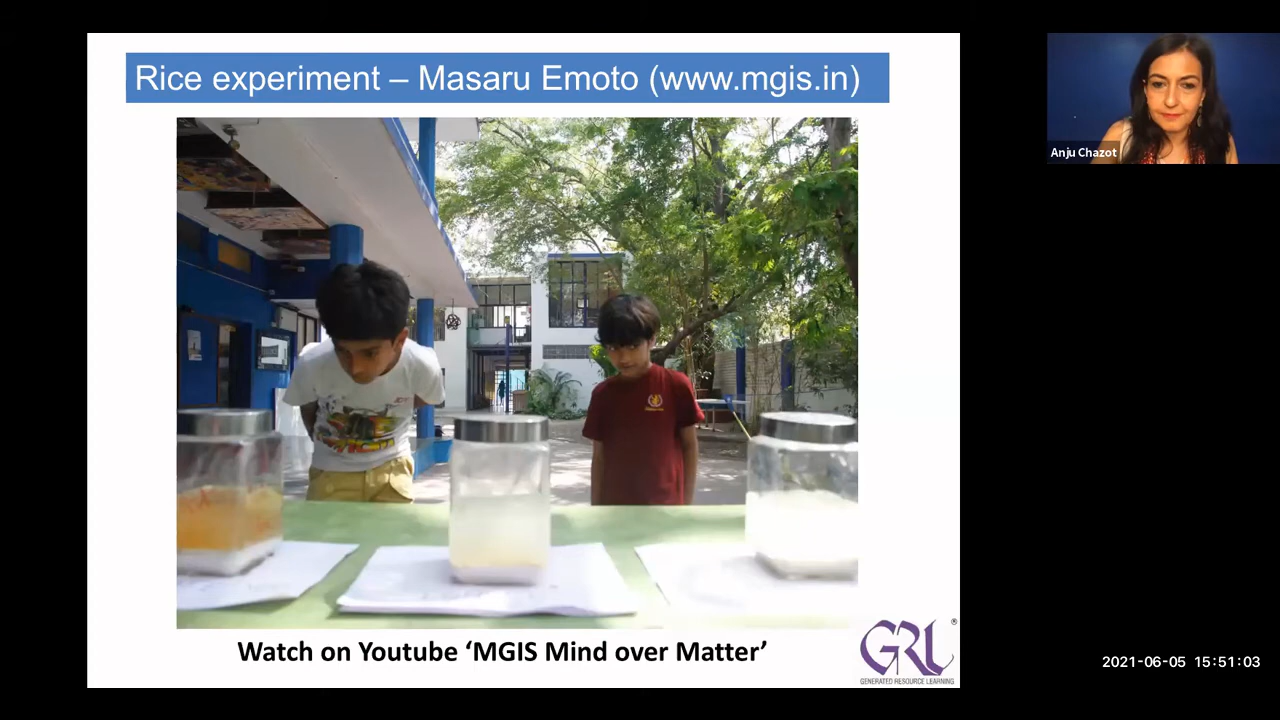 Rice experiment – Masaru Emoto (www.mgis.in)
Anju Chazot
Watch on Youtube ‘MGIS Mind over Matter’
GRL®
GENERATED RESOURCE LEARNING
2021-06-05 15:51:03